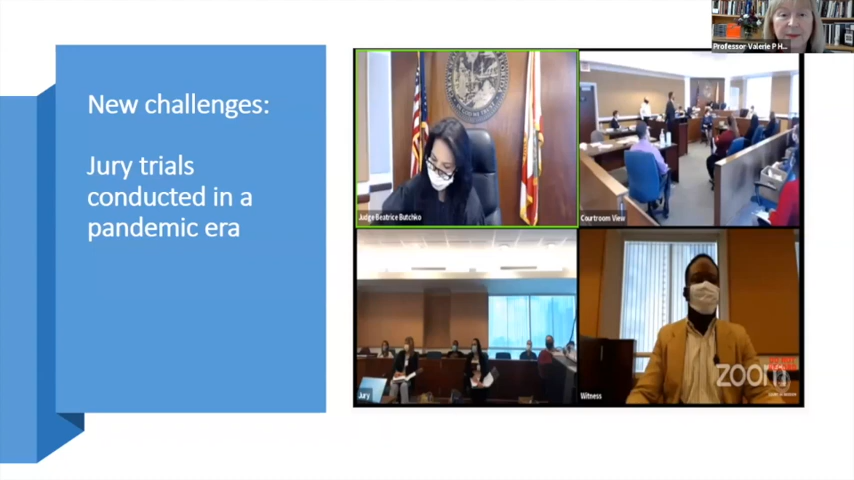 Professor Valerie P H...
New challenges:
Jury trials
conducted in a
pandemic era
Judge Beatrice Butchko
Courtroom View
Jury
Witness
zoom